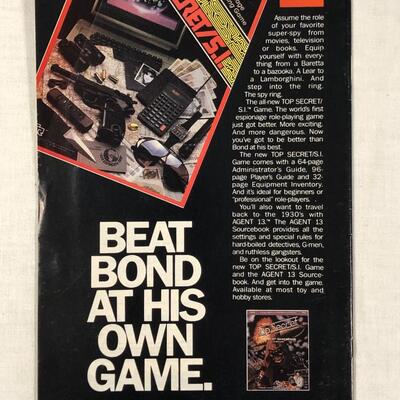 RET/S.I.
Assume the role
of your favorite
super-spy from
movies, television
or books. Equip
yourself with every-
thing from a Baretta
to a bazooka. A Lear to
a Lamborghini. And
step into the ring.
The spy ring.
The all-new TOP SECRET/
S.I.™ Game. The world's first
espionage role-playing game
just got better. More exciting.
And more dangerous. Now
you've got to be better than
Bond at his best.
The new TOP SECRET/S.I.
Game comes with a 64-page
Administrator's Guide, 96-
page Player's Guide and 32-
page Equipment Inventory.
And it's ideal for beginners or
"professional" role-players.
You'll also want to travel
back to the 1930's with
AGENT 13.™ The AGENT 13
Sourcebook provides all the
settings and special rules for
hard-boiled detectives, G-men,
and ruthless gangsters.
Be on the lookout for the
new TOP SECRET/S.I. Game
and the AGENT 13 Source-
book. And get into the game.
Available at most toy and
hobby stores.
BEAT
BOND
AT HIS
OWN
GAME.
Top Secret